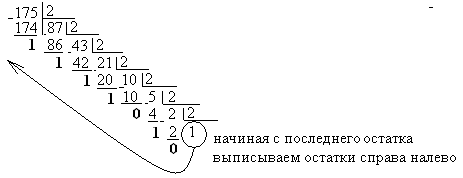 175 2
174 87 2
1 86 43 2
1 42 21 2
1 20 10 2
1 10 5 2
0 4 2 2
1 2 1
0
начиная с последнего остатка
выписываем остатки справа налево